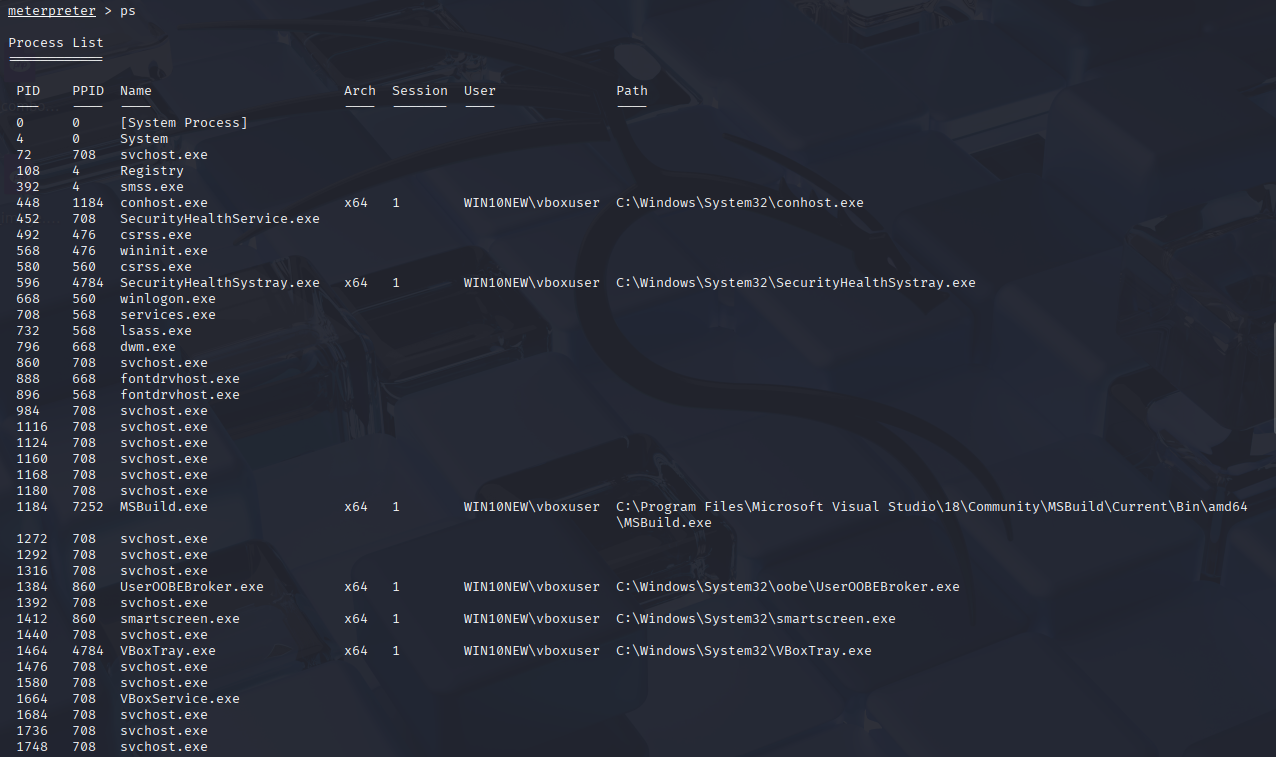 meterpreter > ps
Process List
PID PPID Name Arch Session User Path
0 0 [System Process]
4 0 System
72 708 svchost.exe
108 4 Registry
392 4 smss.exe
448 1184 conhost.exe x64 1 WIN10NEW\vboxuser C:\Windows\System32\conhost.exe
452 708 SecurityHealthService.exe
492 476 csrss.exe
568 476 wininit.exe
580 560 csrss.exe
596 4784 SecurityHealthSystray.exe x64 1 WIN10NEW\vboxuser C:\Windows\System32\SecurityHealthSystray.exe
668 560 winlogon.exe
708 568 services.exe
732 568 lsass.exe
796 668 dwm.exe
860 708 svchost.exe
888 668 fontdrvhost.exe
896 568 fontdrvhost.exe
984 708 svchost.exe
1116 708 svchost.exe
1124 708 svchost.exe
1160 708 svchost.exe
1168 708 svchost.exe
1180 708 svchost.exe
1184 7252 MSBuild.exe x64 1 WIN10NEW\vboxuser C:\Program Files\Microsoft Visual Studio\18\Community\MSBuild\Current\Bin\amd64
\MSBuild.exe
1272 708 svchost.exe
1292 708 svchost.exe
1316 708 svchost.exe
1384 860 UserOOBEBroker.exe x64 1 WIN10NEW\vboxuser C:\Windows\System32\oobe\UserOOBEBroker.exe
1392 708 svchost.exe
1412 860 smartscreen.exe x64 1 WIN10NEW\vboxuser C:\Windows\System32\smartscreen.exe
1440 708 svchost.exe
1464 4784 VBoxTray.exe x64 1 WIN10NEW\vboxuser C:\Windows\System32\VBoxTray.exe
1476 708 svchost.exe
1580 708 svchost.exe
1664 708 VBoxService.exe
1684 708 svchost.exe
1736 708 svchost.exe
1748 708 svchost.exe